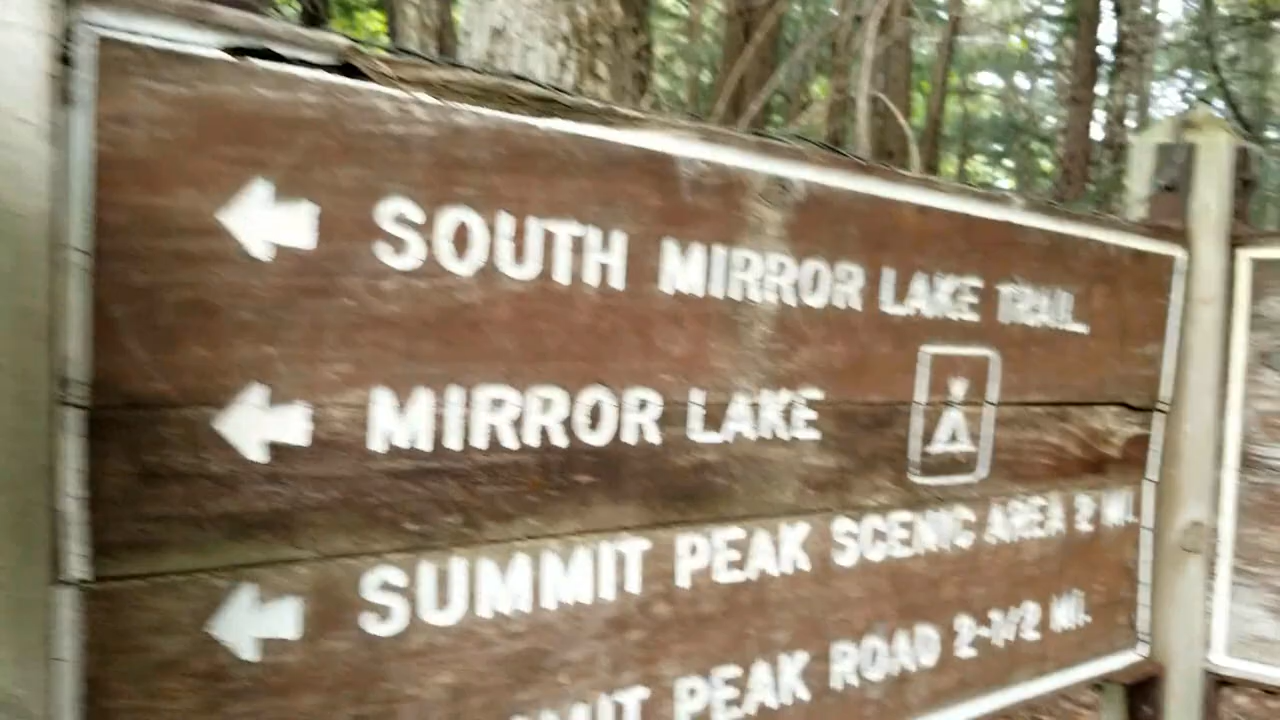 SOUTH MIRROR LAKE TRAIL
MIRROR LAKE
SUMMIT PEAK SCENIC AREA 2 MI.
PEAK ROAD 2-1/2 MI.